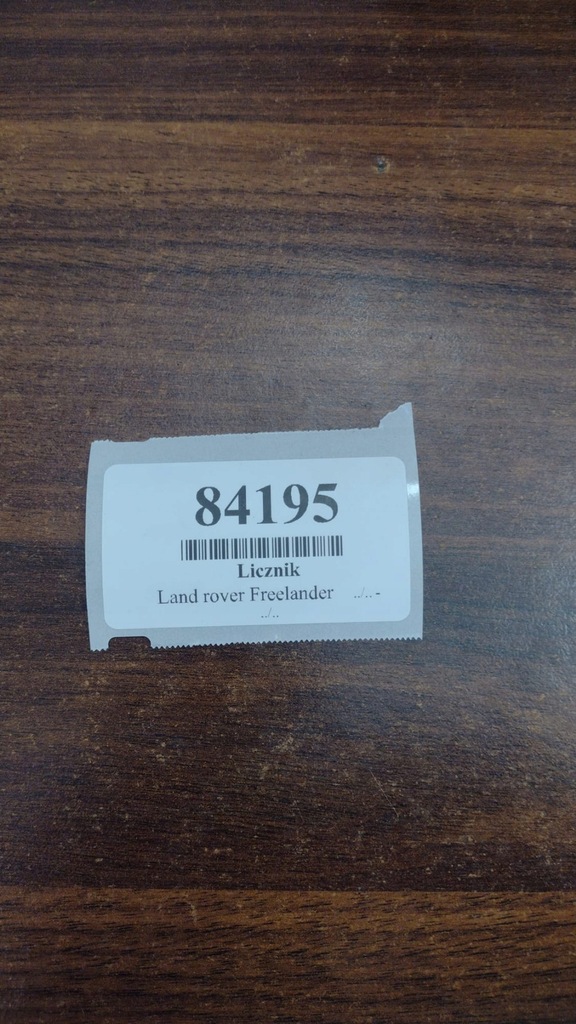 84195
Licznik
Land rover Freelander ../.. -
../..